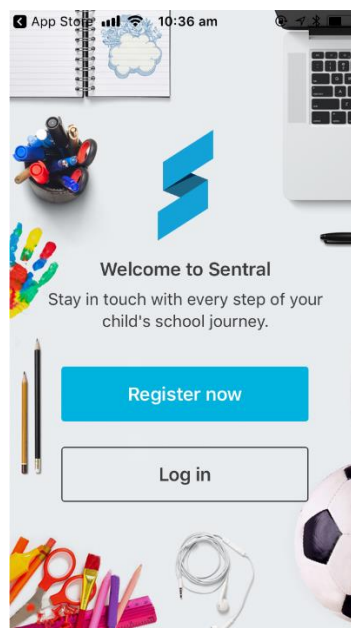 App Store 10:36 am
Welcome to Sentral
Stay in touch with every step of your
child's school journey.
Register now
Log in